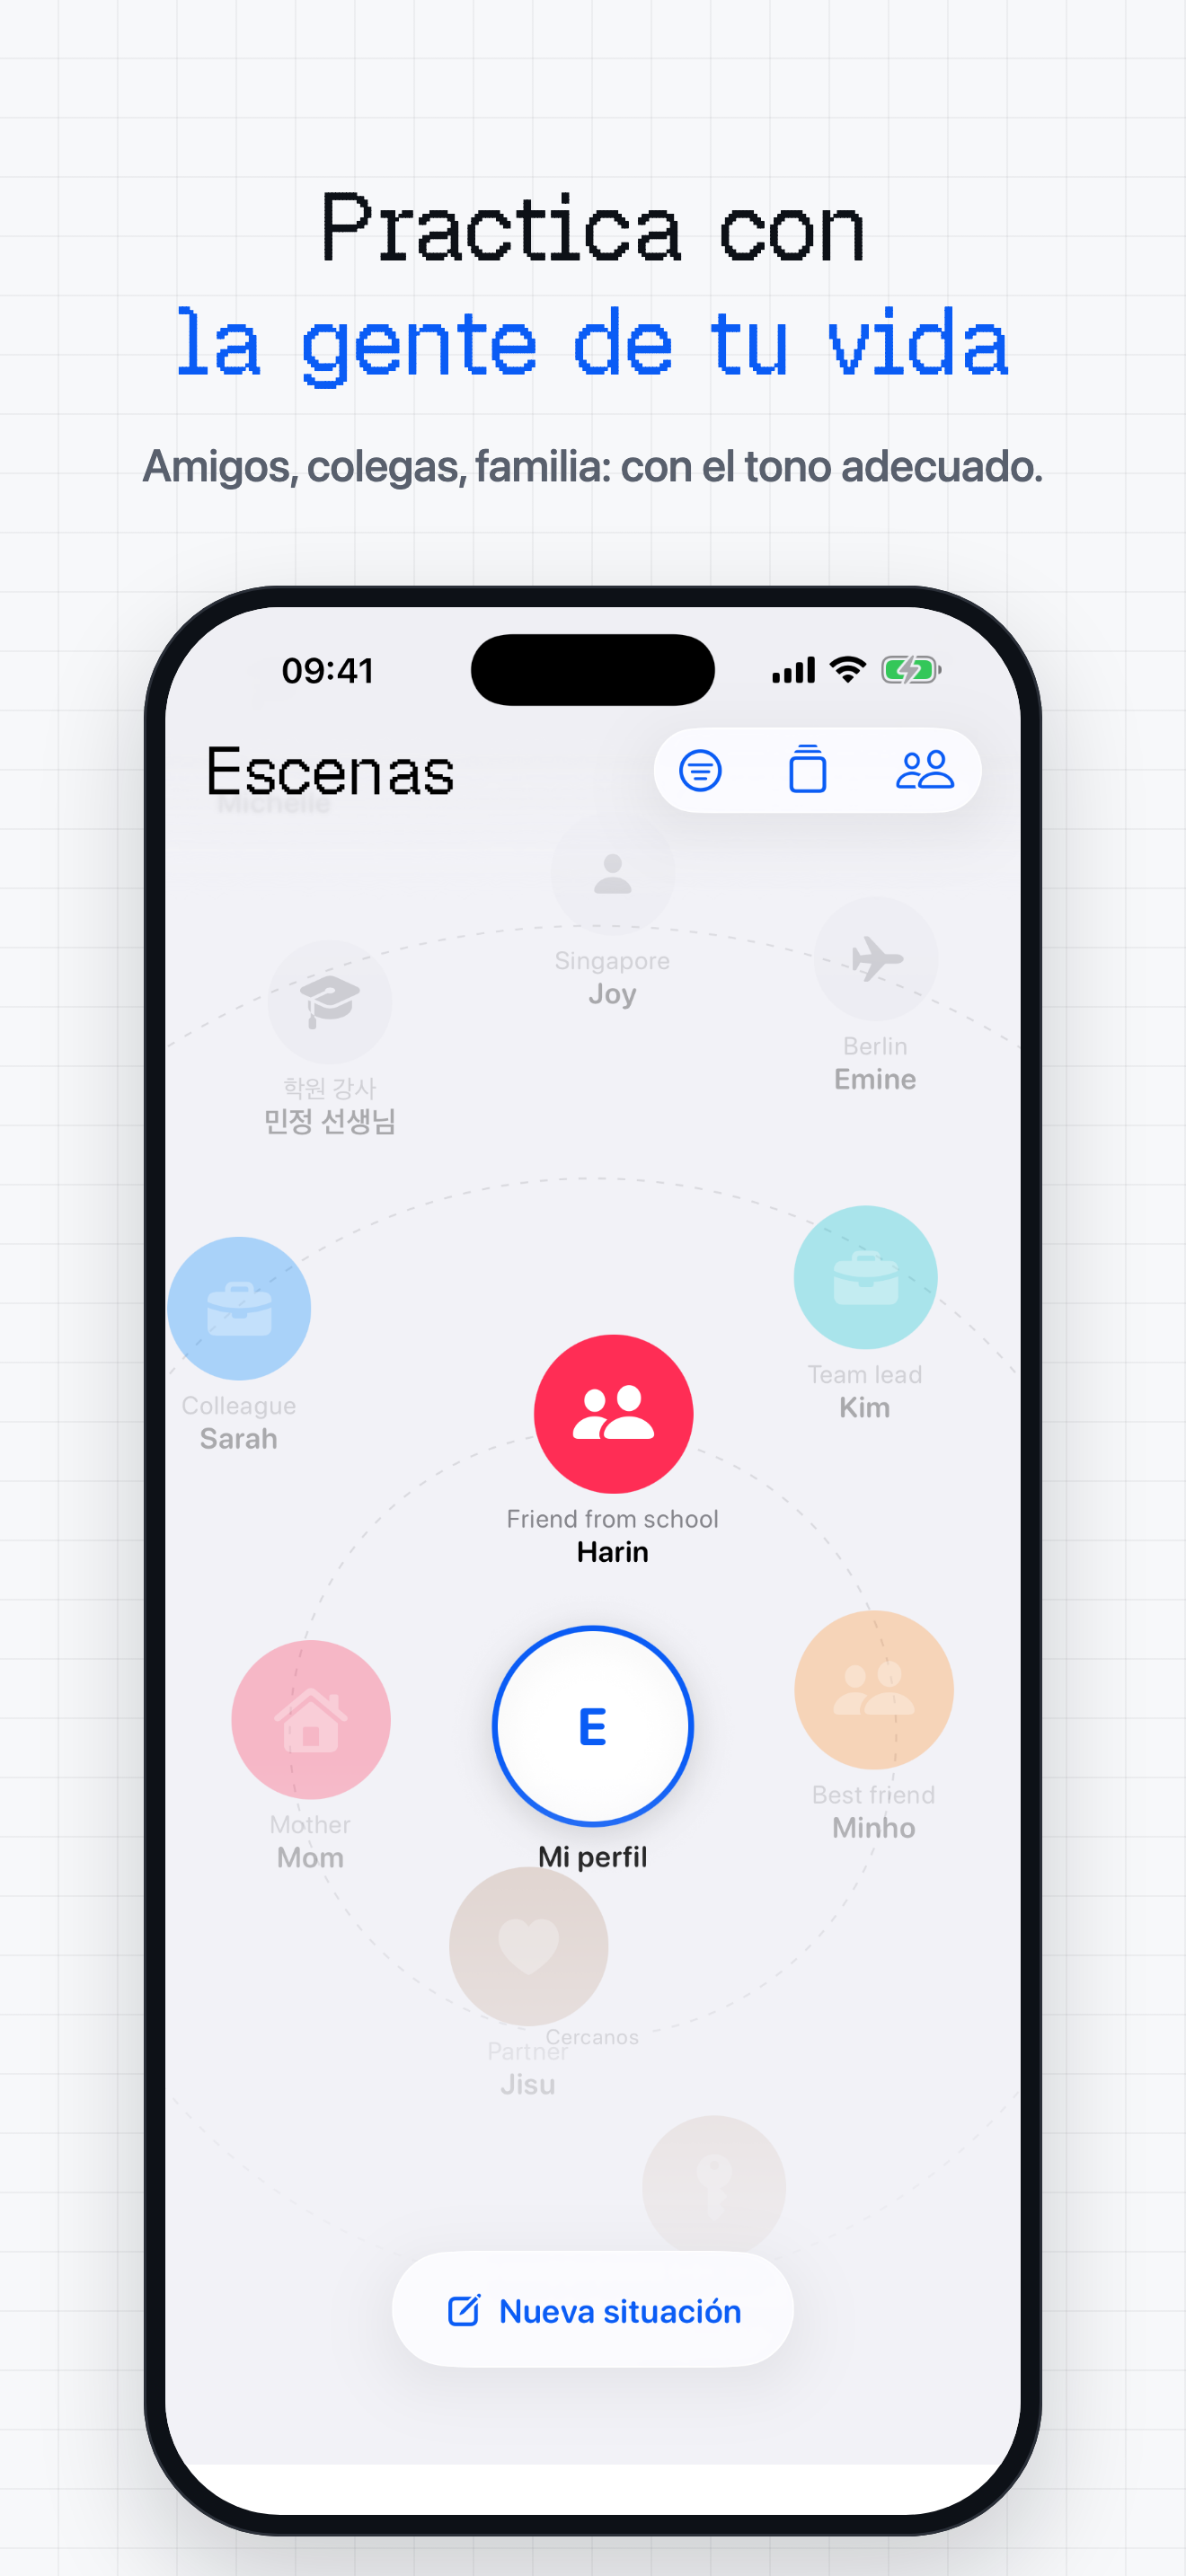 Practica con
la gente de tu vida
Amigos, colegas, familia: con el tono adecuado.
09:41
Escenas
Michelle
Singapore
Joy
Berlin
Emine
학원 강사
민정 선생님
Team lead
Kim
Colleague
Sarah
Friend from school
Harin
Best friend
Minho
Mother
Mom
E
Mi perfil
Cercanos
Partner
Jisu
Nueva situación